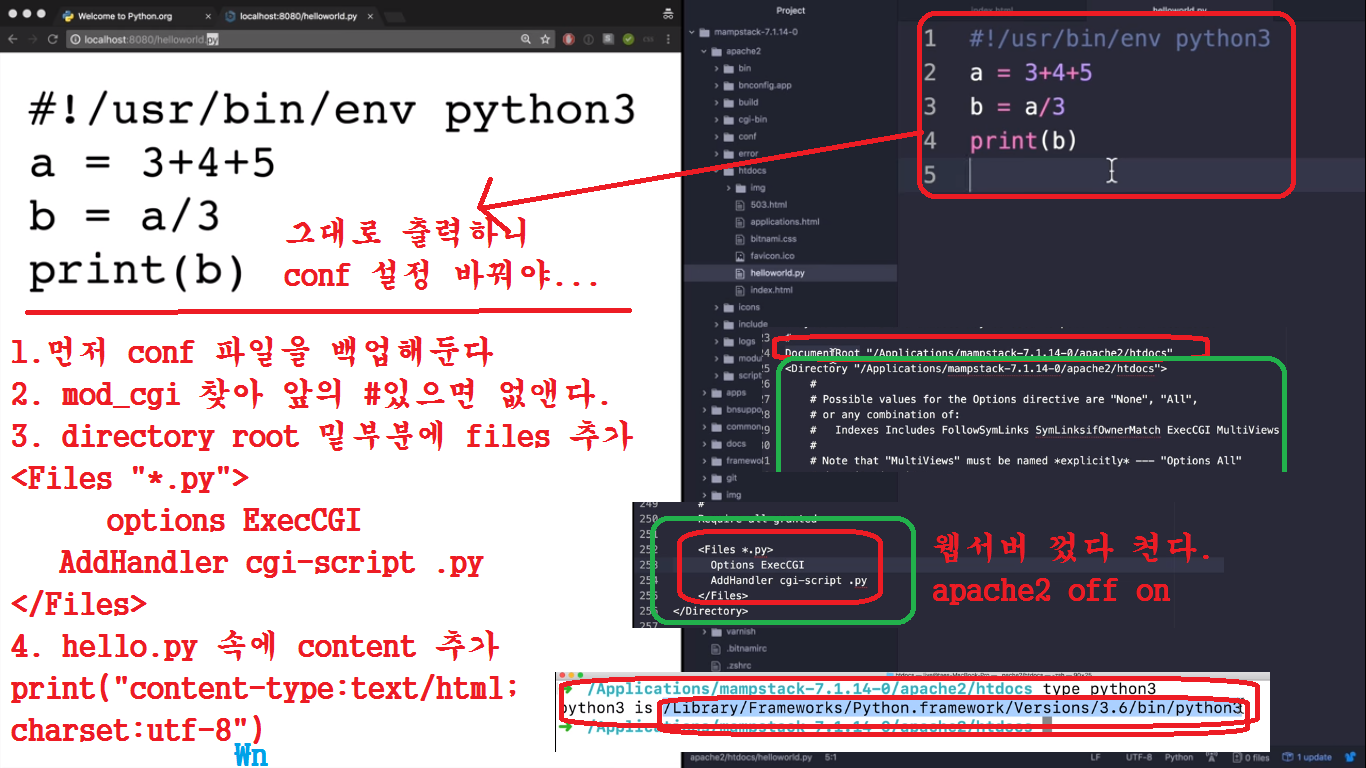 Welcome to Python.org
localhost:8080/helloworld.py
localhost:8080/helloworld.py
#!/usr/bin/env python3
a = 3+4+5
b = a/3
print(b)
그대로 출력하니
conf 설정 바꿔야...
1.먼저 conf 파일을 백업해둔다
2. mod_cgi 찾아 앞의 #있으면 없앤다.
3. directory root 밑부분에 files 추가
<Files "*.py">
options ExecCGI
AddHandler cgi-script .py
</Files>
4. hello.py 속에 content 추가
print("content-type:text/html;
charset:utf-8")
Wn
Project
mampstack-7.1.14-0
apache2
bin
bnconfig.app
build
cgi-bin
conf
error
htdocs
img
503.html
applications.html
bitnami.css
favicon.ico
helloworld.py
index.html
icons
include
logs
modu
script
apps
bnsuppo
common
docs
framewo
git
img
varnish
.bitnamirc
.zshrc
index.html
helloworld.py
1 #!/usr/bin/env python3
2 a = 3+4+5
3 b = a/3
4 print(b)
5
23 #
24 DocumentRoot "/Applications/mampstack-7.1.14-0/apache2/htdocs"
25 <Directory "/Applications/mampstack-7.1.14-0/apache2/htdocs">
26 #
27 # Possible values for the Options directive are "None", "All",
28 # or any combination of:
29 # Indexes Includes FollowSymLinks SymLinksifOwnerMatch ExecCGI MultiViews
30 #
31 # Note that "MultiViews" must be named *explicitly* --- "Options All"
249 #
250 Require all granted
251
252 <Files *.py>
253 Options ExecCGI
254 AddHandler cgi-script .py
255 </Files>
256 </Directory>
257
웹서버 껐다 켠다.
apache2 off on
htdocs — -zsh — 90×25
/Applications/mampstack-7.1.14-0/apache2/htdocs type python3
python3 is /Library/Frameworks/Python.framework/Versions/3.6/bin/python3
/Applications/mampstack-7.1.14-0/apache2/htdocs
apache2/htdocs/helloworld.py 5:1
LF UTF-8 Python 0 files 1 update